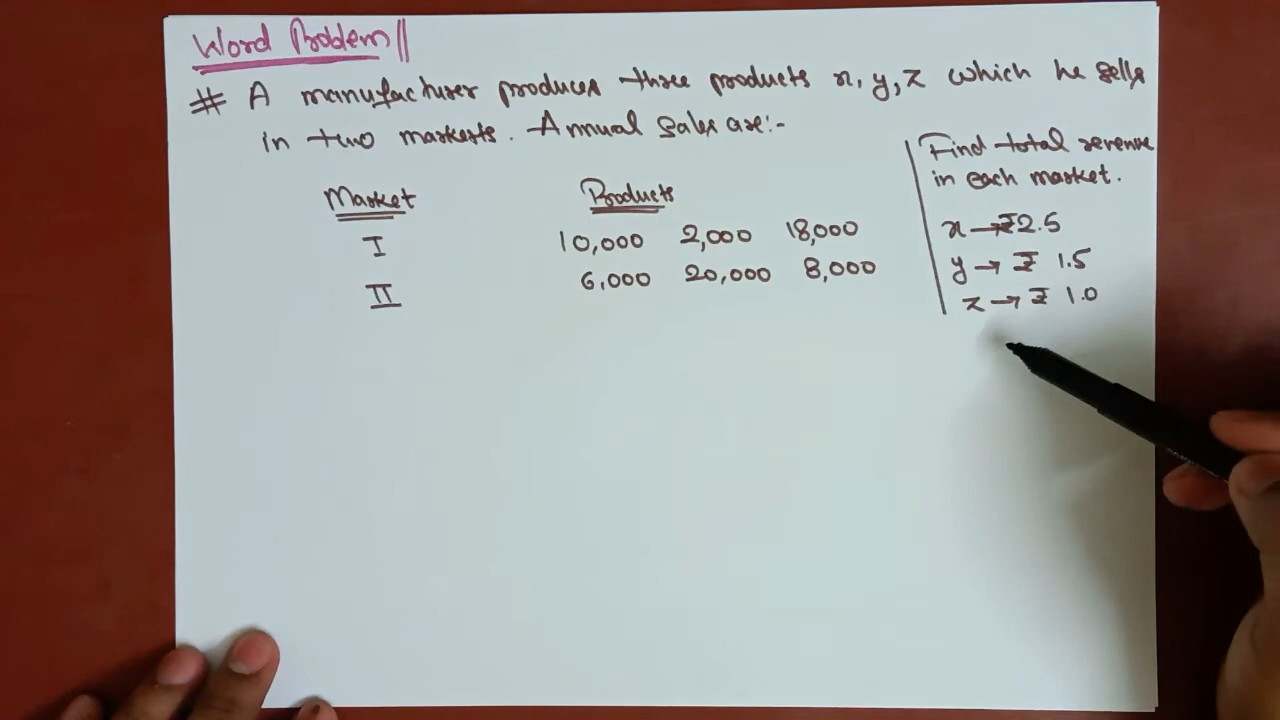 Word Problem ||
# A manufacturer produces three products x, y, z which he sells
in two markets. Annual sales are:-
Market Products
I 10,000 2,000 18,000
II 6,000 20,000 8,000
Find total revenue
in each market.
x → ₹2.5
y → ₹ 1.5
z → ₹ 1.0